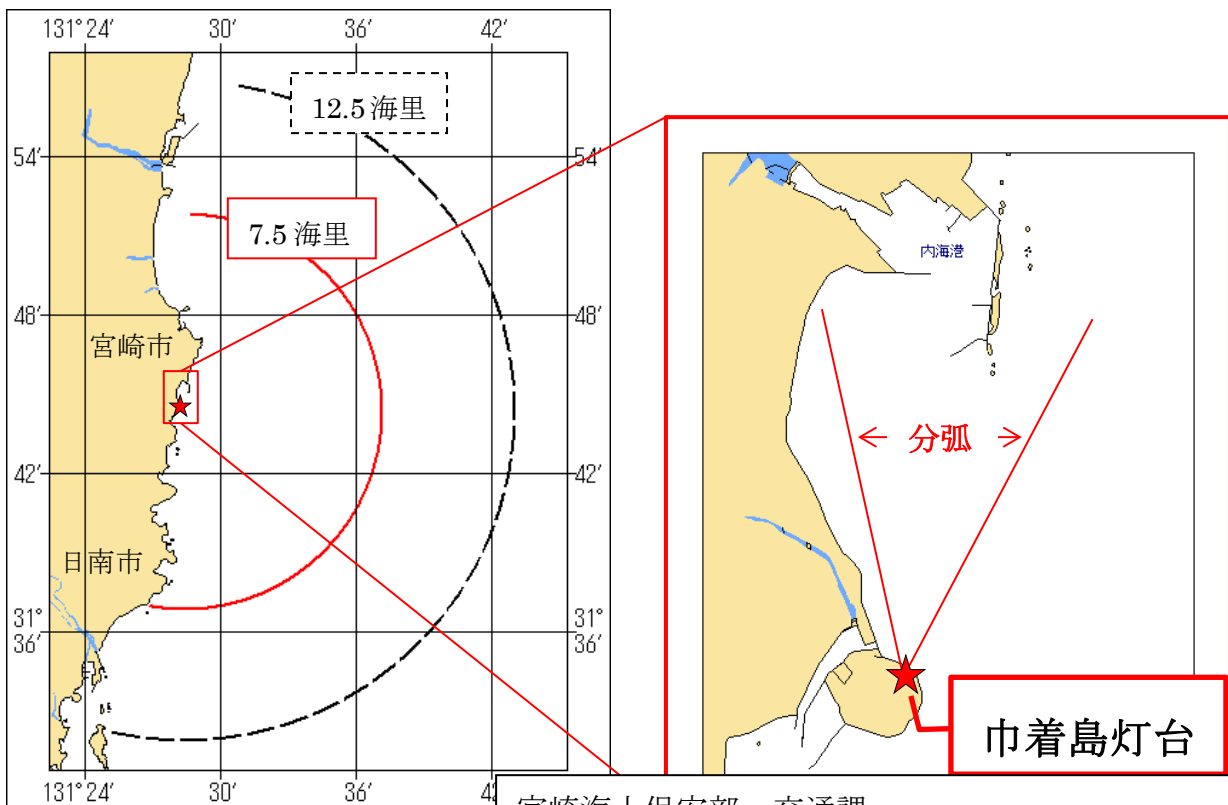 131°24′ 30′ 36′ 42′
12.5海里
54′ 54′
7.5海里
48′ 48′
宮崎市
42′ 42′
日南市
31° 36′ 31° 36′
131°24′ 30′ 36′
内海港
← 分弧 →
巾着島灯台